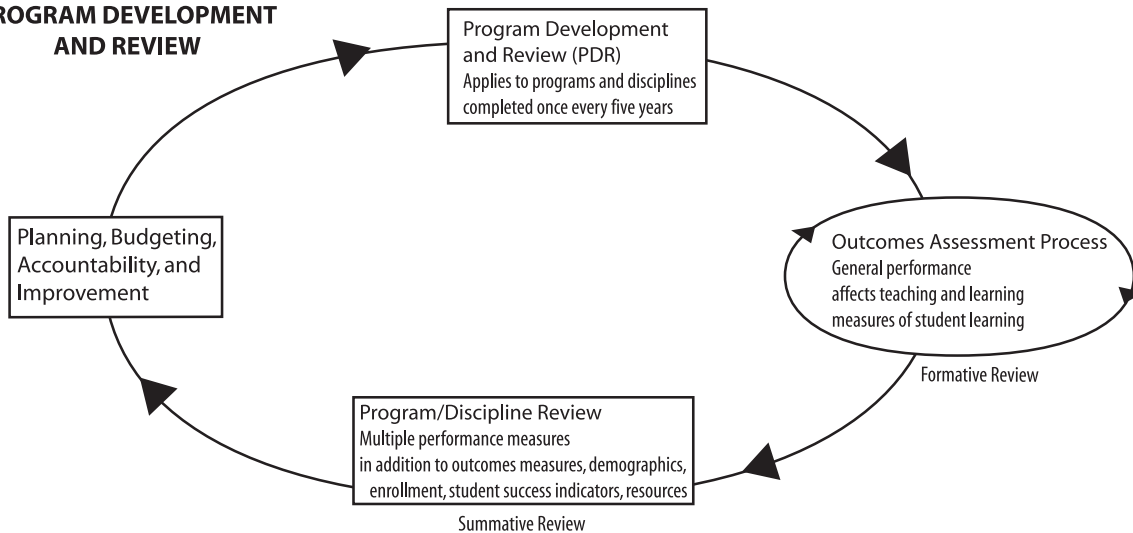 ROGRAM DEVELOPMENT
AND REVIEW
Program Development
and Review (PDR)
Applies to programs and disciplines
completed once every five years
Planning, Budgeting,
Accountability, and
Improvement
Outcomes Assessment Process
General performance
affects teaching and learning
measures of student learning
Formative Review
Program/Discipline Review
Multiple performance measures
in addition to outcomes measures, demographics,
enrollment, student success indicators, resources
Summative Review